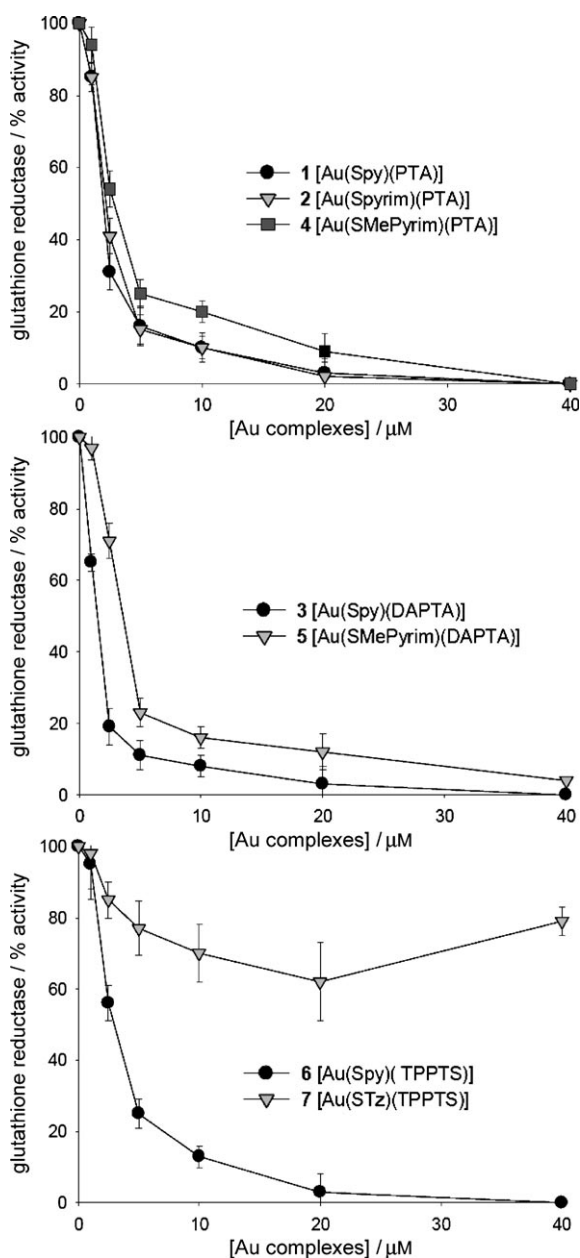 glutathione reductase / % activity
100
80
60
40
20
0
1 [Au(Spy)(PTA)]
2 [Au(Spyrim)(PTA)]
4 [Au(SMePyrim)(PTA)]
0 10 20 30 40
[Au complexes] / μM
glutathione reductase / % activity
100
80
60
40
20
0
3 [Au(Spy)(DAPTA)]
5 [Au(SMePyrim)(DAPTA)]
0 10 20 30 40
[Au complexes] / μM
glutathione reductase / % activity
100
80
60
40
20
0
6 [Au(Spy)( TPPTS)]
7 [Au(STz)(TPPTS)]
0 10 20 30 40
[Au complexes] / μM